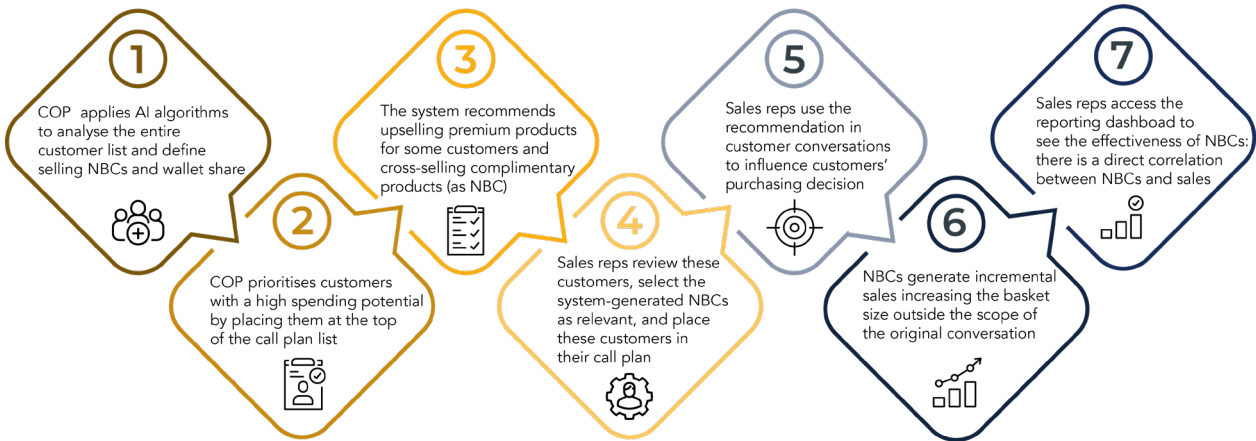 1
COP applies AI algorithms
to analyse the entire
customer list and define
selling NBCs and wallet share
2
COP prioritises customers
with a high spending potential
by placing them at the top
of the call plan list
3
The system recommends
upselling premium products
for some customers and
cross-selling complimentary
products (as NBC)
4
Sales reps review these
customers, select the
system-generated NBCs
as relevant, and place
these customers in
their call plan
5
Sales reps use the
recommendation in
customer conversations
to influence customers’
purchasing decision
6
NBCs generate incremental
sales increasing the basket
size outside the scope of
the original conversation
7
Sales reps access the
reporting dashboad to
see the effectiveness of NBCs:
there is a direct correlation
between NBCs and sales